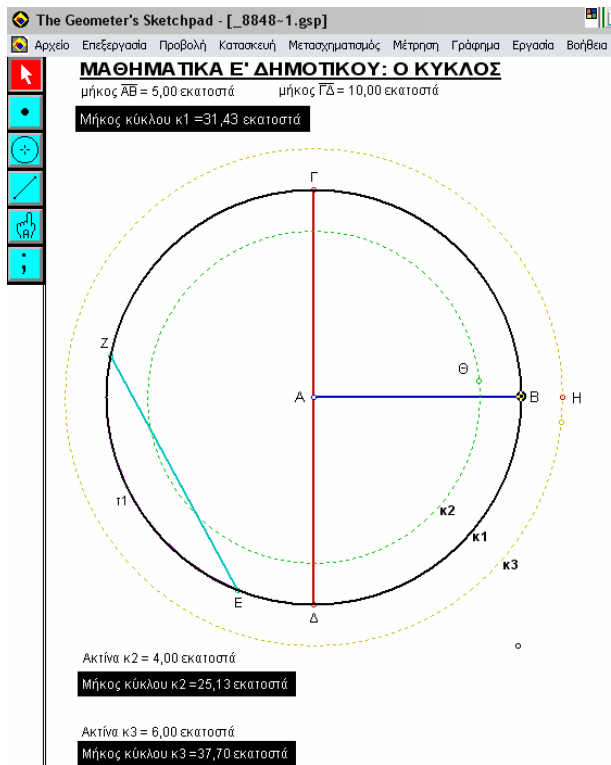 The Geometer's Sketchpad - [_8848~1.gsp]
Αρχείο Επεξεργασία Προβολή Κατασκευή Μετασχηματισμός Μέτρηση Γράφημα Εργασία Βοήθεια
ΜΑΘΗΜΑΤΙΚΑ Ε' ΔΗΜΟΤΙΚΟΥ: Ο ΚΥΚΛΟΣ
μήκος ΑΒ = 5,00 εκατοστά μήκος ΓΔ = 10,00 εκατοστά
Μήκος κύκλου κ1 =31,43 εκατοστά
Γ
Ζ
Θ
Α
Β
Η
τ1
κ2
κ1
κ3
Ε
Δ
Ακτίνα κ2 = 4,00 εκατοστά
Μήκος κύκλου κ2 =25,13 εκατοστά
Ακτίνα κ3 = 6,00 εκατοστά
Μήκος κύκλου κ3 =37,70 εκατοστά